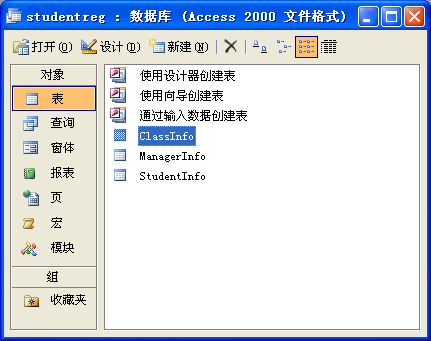 studentreg : 数据库 (Access 2000 文件格式)
打开(O) 设计(D) 新建(N)
对象
表
查询
窗体
报表
页
宏
模块
组
收藏夹
使用设计器创建表
使用向导创建表
通过输入数据创建表
ClassInfo
ManagerInfo
StudentInfo